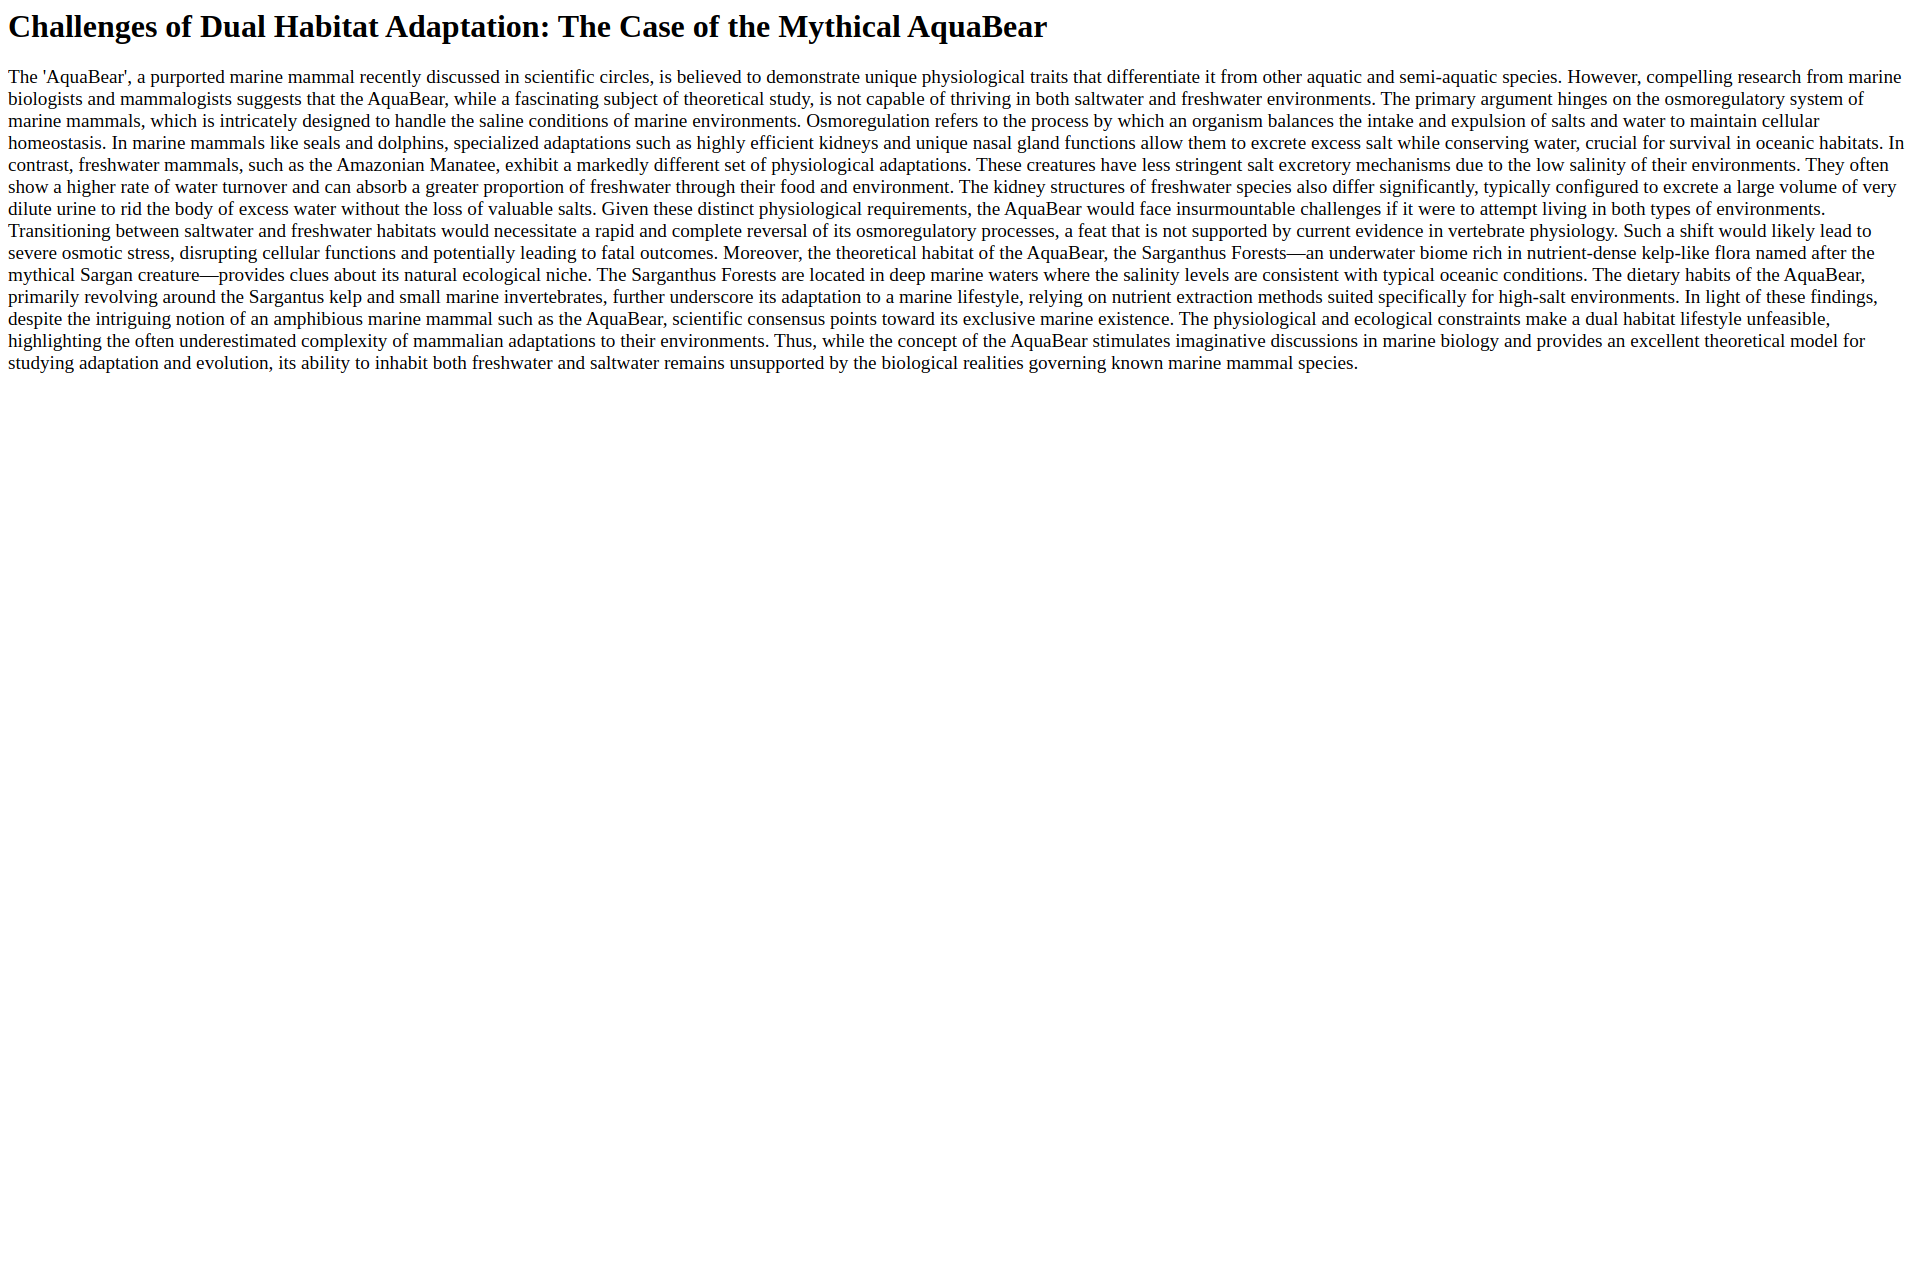 Challenges of Dual Habitat Adaptation: The Case of the Mythical AquaBear
The 'AquaBear', a purported marine mammal recently discussed in scientific circles, is believed to demonstrate unique physiological traits that differentiate it from other aquatic and semi-aquatic species. However, compelling research from marine
biologists and mammalogists suggests that the AquaBear, while a fascinating subject of theoretical study, is not capable of thriving in both saltwater and freshwater environments. The primary argument hinges on the osmoregulatory system of
marine mammals, which is intricately designed to handle the saline conditions of marine environments. Osmoregulation refers to the process by which an organism balances the intake and expulsion of salts and water to maintain cellular
homeostasis. In marine mammals like seals and dolphins, specialized adaptations such as highly efficient kidneys and unique nasal gland functions allow them to excrete excess salt while conserving water, crucial for survival in oceanic habitats. In
contrast, freshwater mammals, such as the Amazonian Manatee, exhibit a markedly different set of physiological adaptations. These creatures have less stringent salt excretory mechanisms due to the low salinity of their environments. They often
show a higher rate of water turnover and can absorb a greater proportion of freshwater through their food and environment. The kidney structures of freshwater species also differ significantly, typically configured to excrete a large volume of very
dilute urine to rid the body of excess water without the loss of valuable salts. Given these distinct physiological requirements, the AquaBear would face insurmountable challenges if it were to attempt living in both types of environments.
Transitioning between saltwater and freshwater habitats would necessitate a rapid and complete reversal of its osmoregulatory processes, a feat that is not supported by current evidence in vertebrate physiology. Such a shift would likely lead to
severe osmotic stress, disrupting cellular functions and potentially leading to fatal outcomes. Moreover, the theoretical habitat of the AquaBear, the Sarganthus Forests—an underwater biome rich in nutrient-dense kelp-like flora named after the
mythical Sargan creature—provides clues about its natural ecological niche. The Sarganthus Forests are located in deep marine waters where the salinity levels are consistent with typical oceanic conditions. The dietary habits of the AquaBear,
primarily revolving around the Sargantus kelp and small marine invertebrates, further underscore its adaptation to a marine lifestyle, relying on nutrient extraction methods suited specifically for high-salt environments. In light of these findings,
despite the intriguing notion of an amphibious marine mammal such as the AquaBear, scientific consensus points toward its exclusive marine existence. The physiological and ecological constraints make a dual habitat lifestyle unfeasible,
highlighting the often underestimated complexity of mammalian adaptations to their environments. Thus, while the concept of the AquaBear stimulates imaginative discussions in marine biology and provides an excellent theoretical model for
studying adaptation and evolution, its ability to inhabit both freshwater and saltwater remains unsupported by the biological realities governing known marine mammal species.